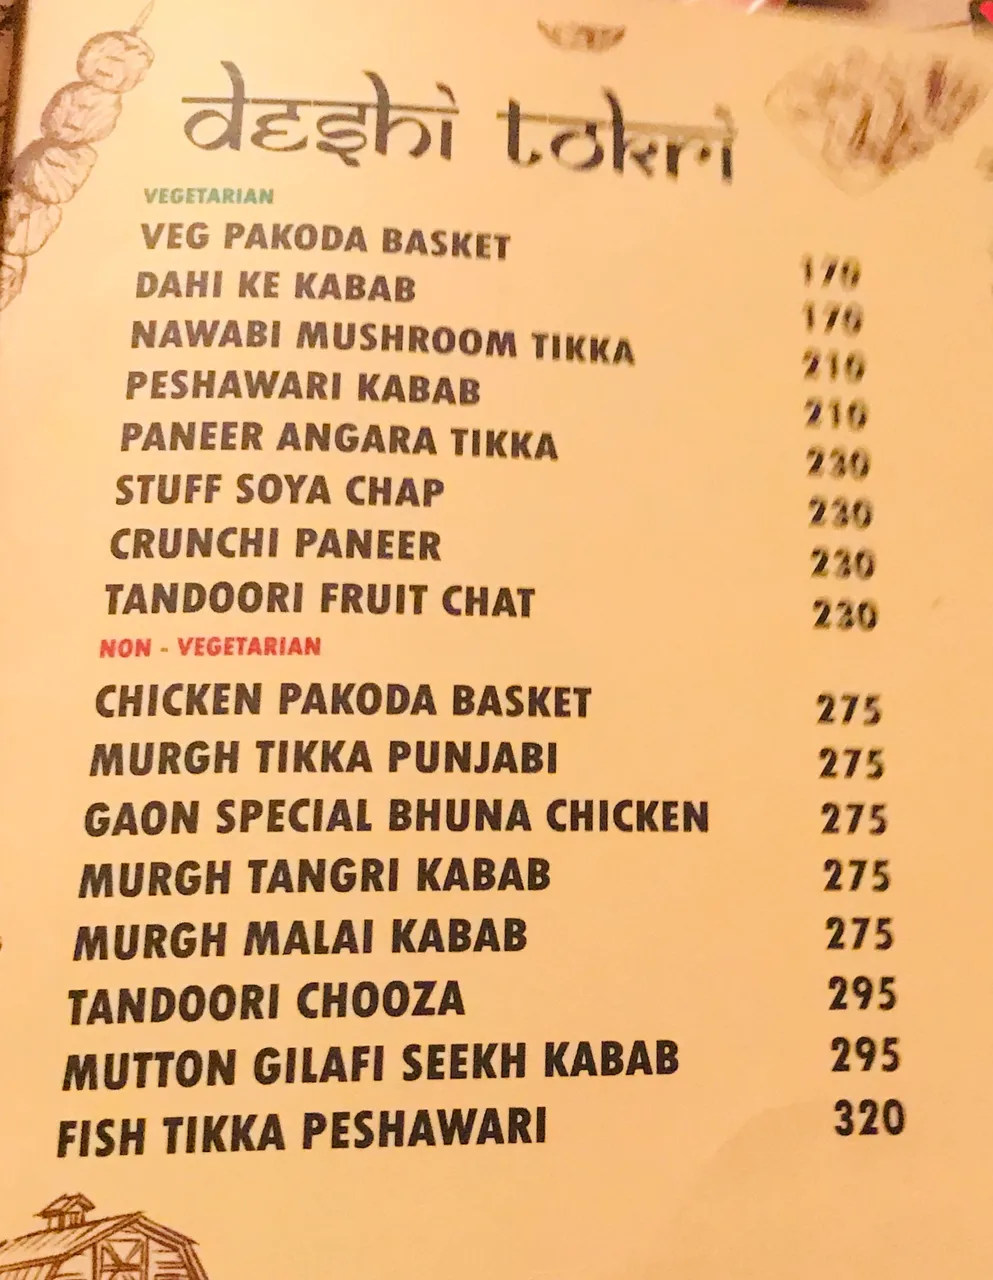 deshi tokri
VEGETARIAN
VEG PAKODA BASKET 170
DAHI KE KABAB 170
NAWABI MUSHROOM TIKKA 210
PESHAWARI KABAB 210
PANEER ANGARA TIKKA 230
STUFF SOYA CHAP 230
CRUNCHI PANEER 230
TANDOORI FRUIT CHAT 230
NON - VEGETARIAN
CHICKEN PAKODA BASKET 275
MURGH TIKKA PUNJABI 275
GAON SPECIAL BHUNA CHICKEN 275
MURGH TANGRI KABAB 275
MURGH MALAI KABAB 275
TANDOORI CHOOZA 295
MUTTON GILAFI SEEKH KABAB 295
FISH TIKKA PESHAWARI 320